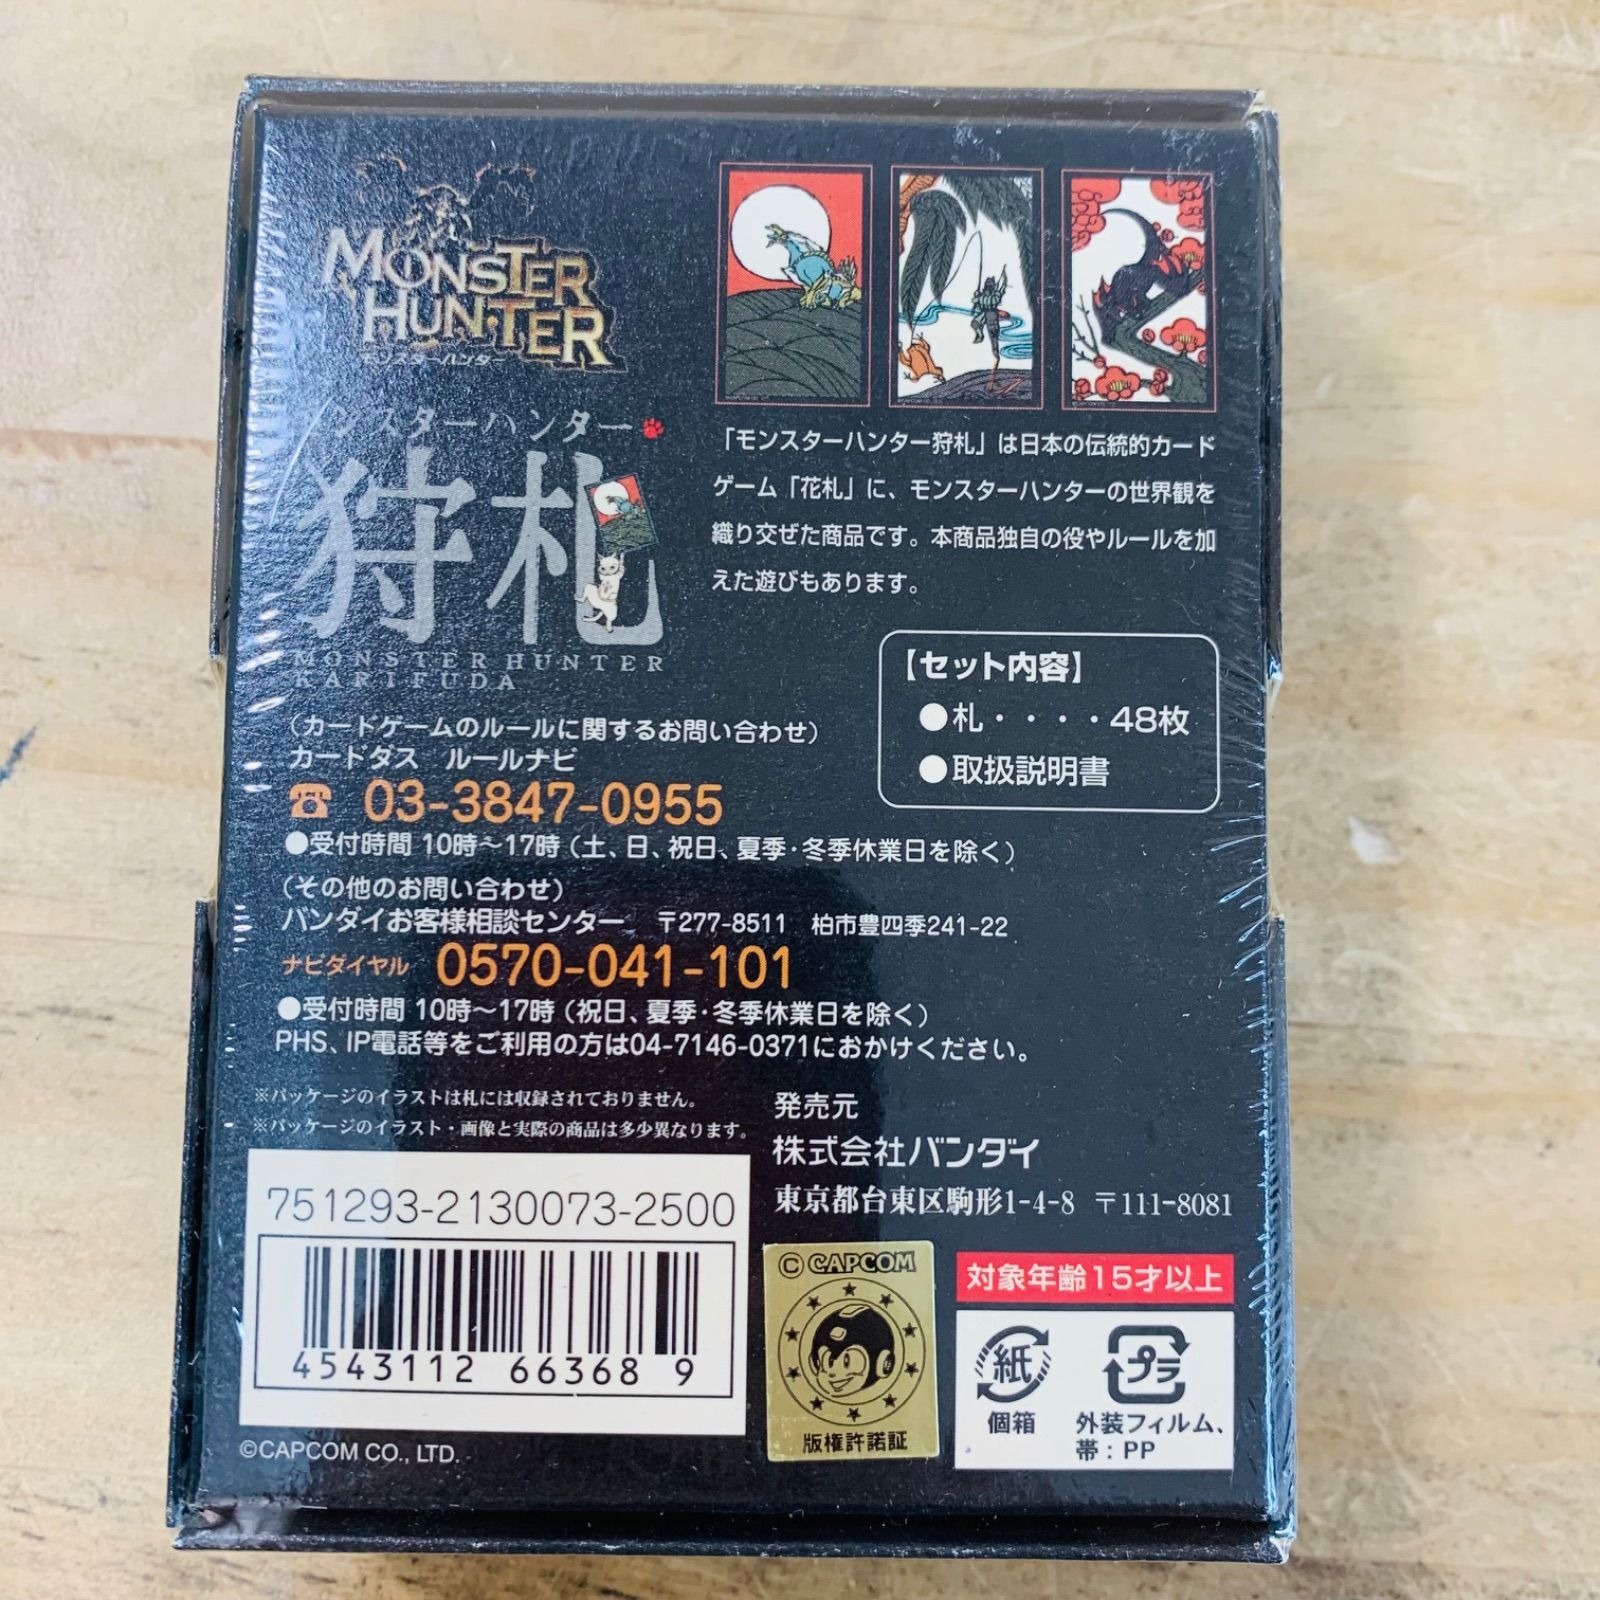 MONSTER
HUNTER
モンスターハンター
ンスターハンター
狩札
MONSTER HUNTER
KARIFUDA
「モンスターハンター狩札」は日本の伝統的カード
ゲーム「花札」に、モンスターハンターの世界観を
織り交ぜた商品です。本商品独自の役やルールを加
えた遊びもあります。
【セット内容】
●札・・・・48枚
●取扱説明書
（カードゲームのルールに関するお問い合わせ）
カードダス　ルールナビ
☎ 03-3847-0955
●受付時間 10時〜17時（土、日、祝日、夏季・冬季休業日を除く）
（その他のお問い合わせ）
バンダイお客様相談センター　〒277-8511　柏市豊四季241-22
ナビダイヤル 0570-041-101
●受付時間 10時〜17時（祝日、夏季・冬季休業日を除く）
PHS、IP電話等をご利用の方は04-7146-0371におかけください。
※パッケージのイラストは札には収録されておりません。
※パッケージのイラスト・画像と実際の商品は多少異なります。
発売元
株式会社バンダイ
東京都台東区駒形1-4-8　〒111-8081
751293-2130073-2500
4543112 66368 9
©CAPCOM CO., LTD.
© CAPCOM
版権許諾証
対象年齢15才以上
紙
個箱
プラ
外装フィルム、
帯：PP